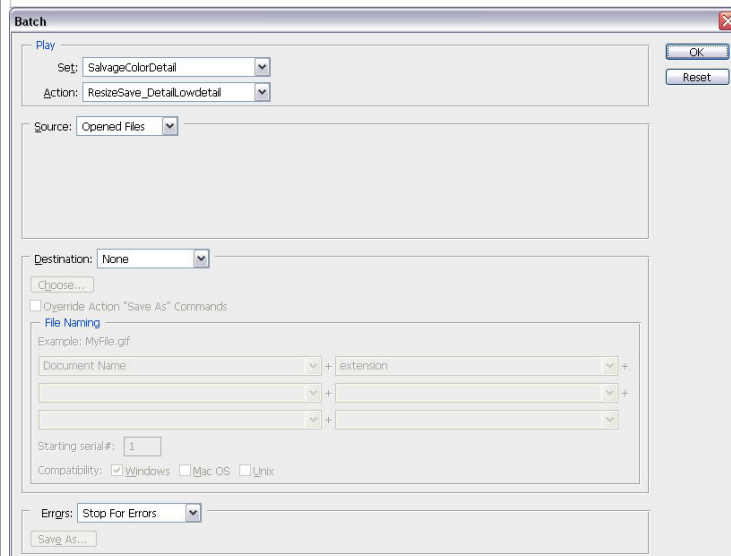 Batch
Play
Set: SalvageColorDetail
OK
Action: ResizeSave_DetailLowdetail
Reset
Source: Opened Files
Destination: None
Choose...
Override Action "Save As" Commands
File Naming
Example: MyFile.gif
Document Name + extension +
+ +
+
Starting serial#: 1
Compatibility: Windows Mac OS Unix
Errors: Stop For Errors
Save As...